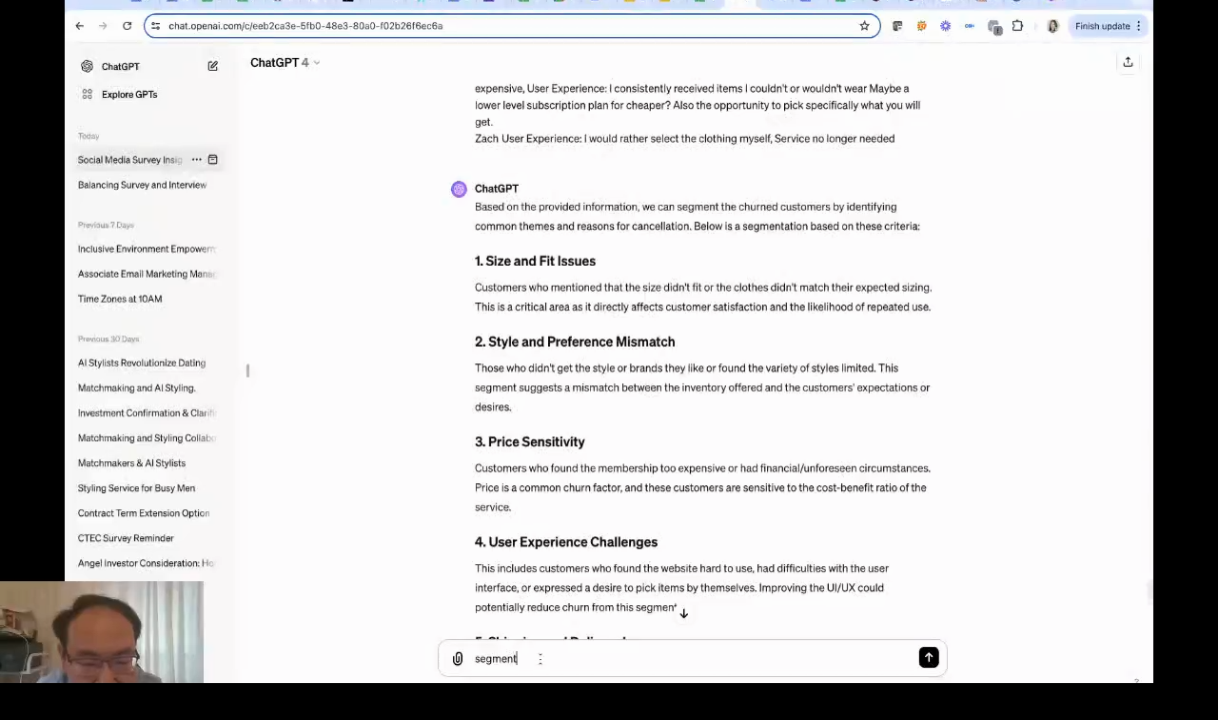 chat.openai.com/c/eeb2ca3e-5fb0-48e3-80a0-f02b26f6ec6a
Finish update
ChatGPT
ChatGPT 4
Explore GPTs
Today
Social Media Survey Insig
Balancing Survey and Interview
Previous 7 Days
Inclusive Environment Empowerm
Associate Email Marketing Mana
Time Zones at 10AM
Previous 30 Days
AI Stylists Revolutionize Dating
Matchmaking and AI Styling.
Investment Confirmation & Clarifi
Matchmaking and Styling Collabo
Matchmakers & AI Stylists
Styling Service for Busy Men
Contract Term Extension Option
CTEC Survey Reminder
Angel Investor Consideration: Ho
expensive, User Experience: I consistently received items I couldn't or wouldn't wear Maybe a
lower level subscription plan for cheaper? Also the opportunity to pick specifically what you will
get.
Zach User Experience: I would rather select the clothing myself, Service no longer needed
ChatGPT
Based on the provided information, we can segment the churned customers by identifying
common themes and reasons for cancellation. Below is a segmentation based on these criteria:
1. Size and Fit Issues
Customers who mentioned that the size didn't fit or the clothes didn't match their expected sizing.
This is a critical area as it directly affects customer satisfaction and the likelihood of repeated use.
2. Style and Preference Mismatch
Those who didn't get the style or brands they like or found the variety of styles limited. This
segment suggests a mismatch between the inventory offered and the customers' expectations or
desires.
3. Price Sensitivity
Customers who found the membership too expensive or had financial/unforeseen circumstances.
Price is a common churn factor, and these customers are sensitive to the cost-benefit ratio of the
service.
4. User Experience Challenges
This includes customers who found the website hard to use, had difficulties with the user
interface, or expressed a desire to pick items by themselves. Improving the UI/UX could
potentially reduce churn from this segmen
segment